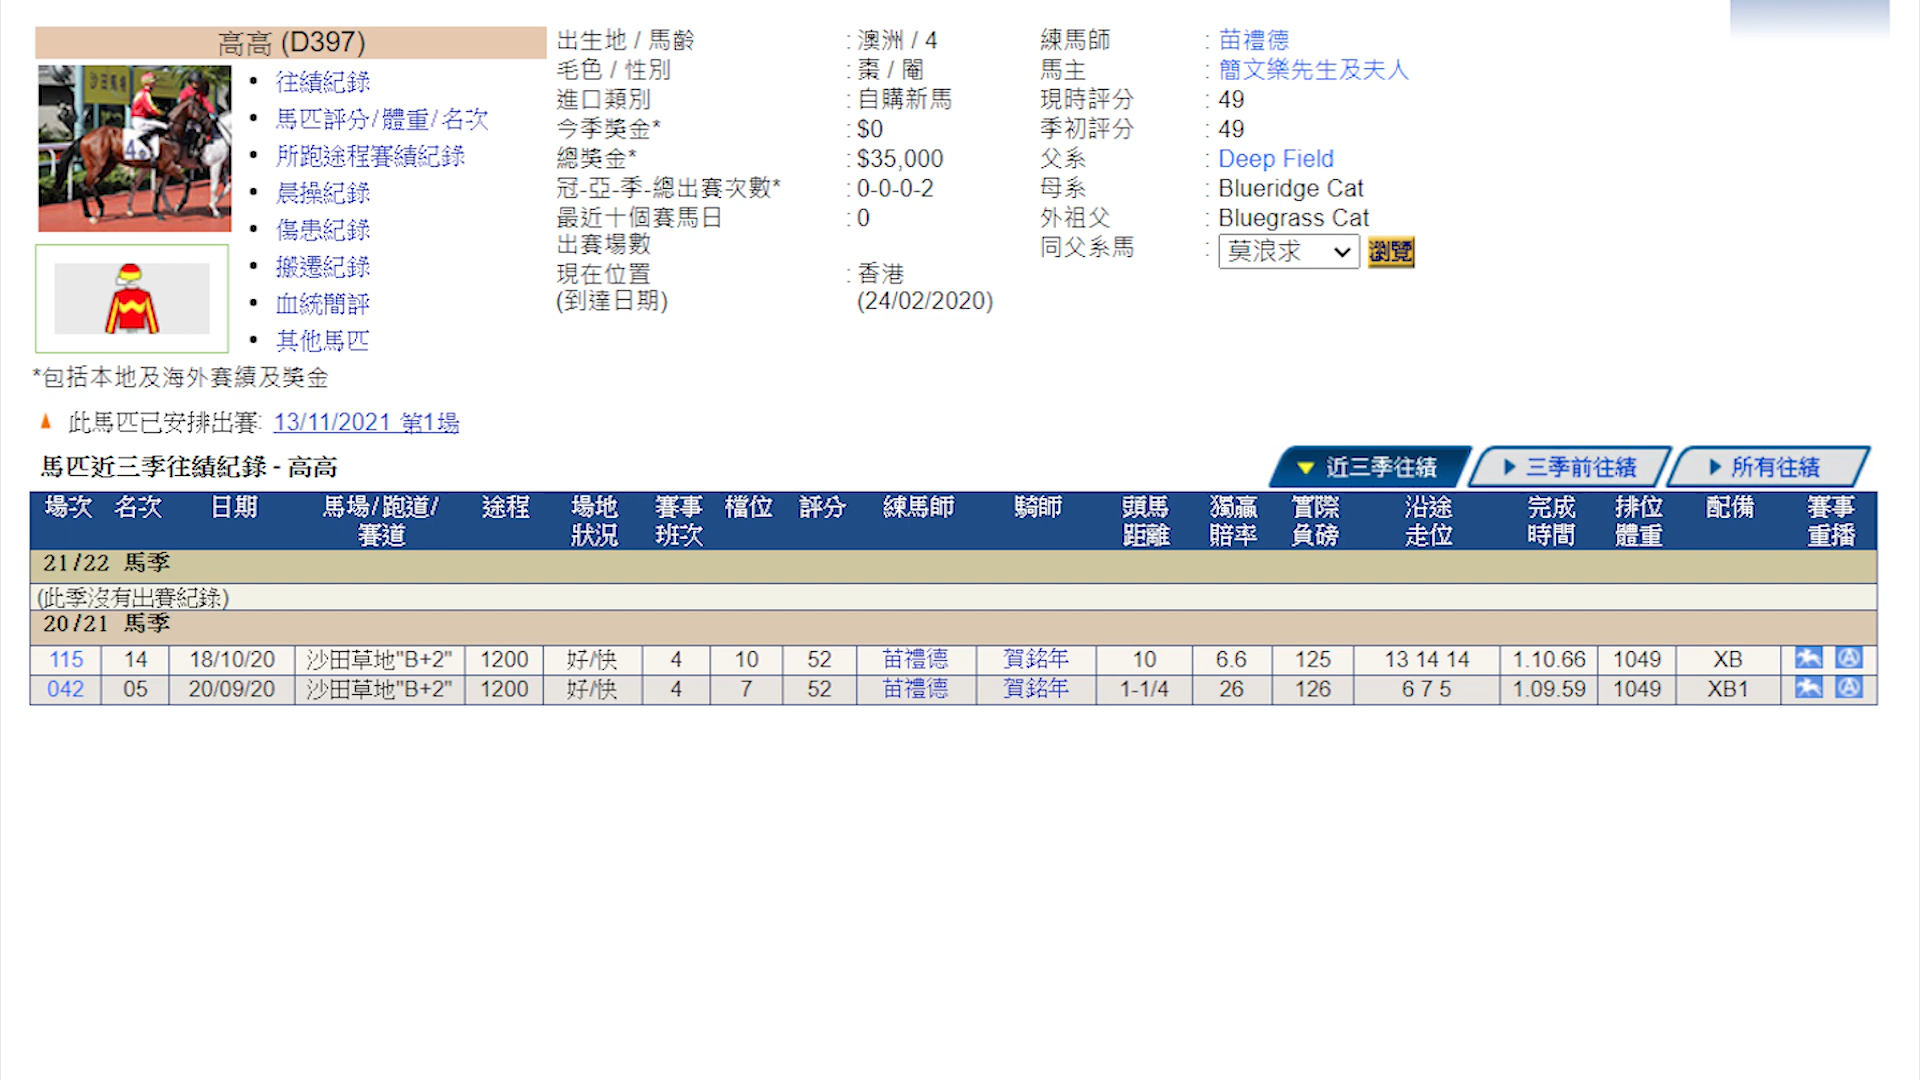 高高 (D397)
往績紀錄
馬匹評分/體重/名次
所跑途程賽績紀錄
晨操紀錄
傷患紀錄
搬遷紀錄
血統簡評
其他馬匹
*包括本地及海外賽績及獎金
出生地 / 馬齡 : 澳洲 / 4
毛色 / 性別 : 棗 / 閹
進口類別 : 自購新馬
今季獎金* : $0
總獎金* : $35,000
冠-亞-季-總出賽次數* : 0-0-0-2
最近十個賽馬日 : 0
出賽場數
現在位置 : 香港
(到達日期) (24/02/2020)
練馬師 : 苗禮德
馬主 : 簡文樂先生及夫人
現時評分 : 49
季初評分 : 49
父系 : Deep Field
母系 : Blueridge Cat
外祖父 : Bluegrass Cat
同父系馬 : 莫浪求 瀏覽
此馬匹已安排出賽: 13/11/2021 第1場
馬匹近三季往績紀錄 - 高高
近三季往績 三季前往績 所有往績
場次 名次 日期 馬場/跑道/賽道 途程 場地狀況 賽事班次 檔位 評分 練馬師 騎師 頭馬距離 獨贏賠率 實際負磅 沿途走位 完成時間 排位體重 配備 賽事重播
21/22 馬季
(此季沒有出賽紀錄)
20/21 馬季
115 14 18/10/20 沙田草地"B+2" 1200 好/快 4 10 52 苗禮德 賀銘年 10 6.6 125 13 14 14 1.10.66 1049 XB
042 05 20/09/20 沙田草地"B+2" 1200 好/快 4 7 52 苗禮德 賀銘年 1-1/4 26 126 6 7 5 1.09.59 1049 XB1